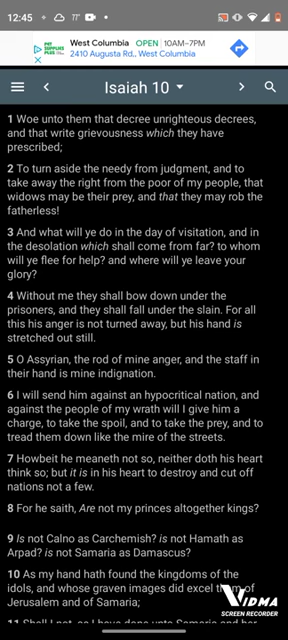 12:45
West Columbia OPEN 10AM–7PM
2410 Augusta Rd., West Columbia
Isaiah 10
1 Woe unto them that decree unrighteous decrees,
and that write grievousness which they have
prescribed;
2 To turn aside the needy from judgment, and to
take away the right from the poor of my people, that
widows may be their prey, and that they may rob the
fatherless!
3 And what will ye do in the day of visitation, and in
the desolation which shall come from far? to whom
will ye flee for help? and where will ye leave your
glory?
4 Without me they shall bow down under the
prisoners, and they shall fall under the slain. For all
this his anger is not turned away, but his hand is
stretched out still.
5 O Assyrian, the rod of mine anger, and the staff in
their hand is mine indignation.
6 I will send him against an hypocritical nation, and
against the people of my wrath will I give him a
charge, to take the spoil, and to take the prey, and to
tread them down like the mire of the streets.
7 Howbeit he meaneth not so, neither doth his heart
think so; but it is in his heart to destroy and cut off
nations not a few.
8 For he saith, Are not my princes altogether kings?
9 Is not Calno as Carchemish? is not Hamath as
Arpad? is not Samaria as Damascus?
10 As my hand hath found the kingdoms of the
idols, and whose graven images did excel them of
Jerusalem and of Samaria;
11 Shall I not, as I have done unto Samaria and her
VIDMA
SCREEN RECORDER